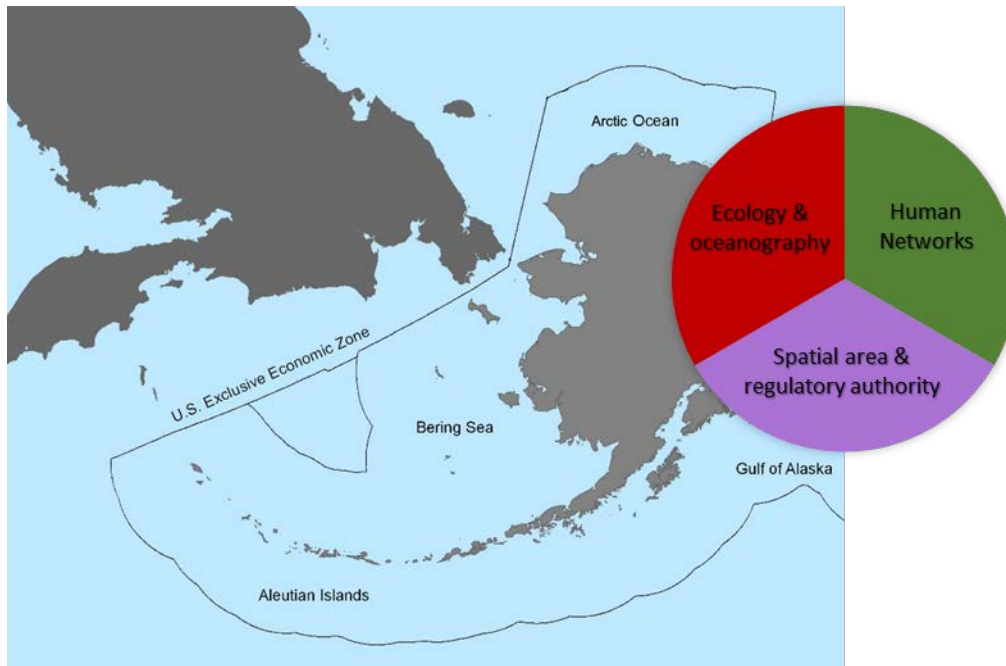 Arctic Ocean
Ecology &
oceanography
Human
Networks
Spatial area &
regulatory authority
U.S. Exclusive Economic Zone
Bering Sea
Gulf of Alaska
Aleutian Islands